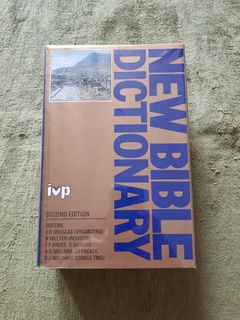 NEW BIBLE
DICTIONARY
ivp
SECOND EDITION
EDITORS
J D DOUGLAS (ORGANIZING)
N HILLYER (REVISION)
F F BRUCE, D GUTHRIE,
A R MILLARD, J I PACKER,
D J WISEMAN (CONSULTING)